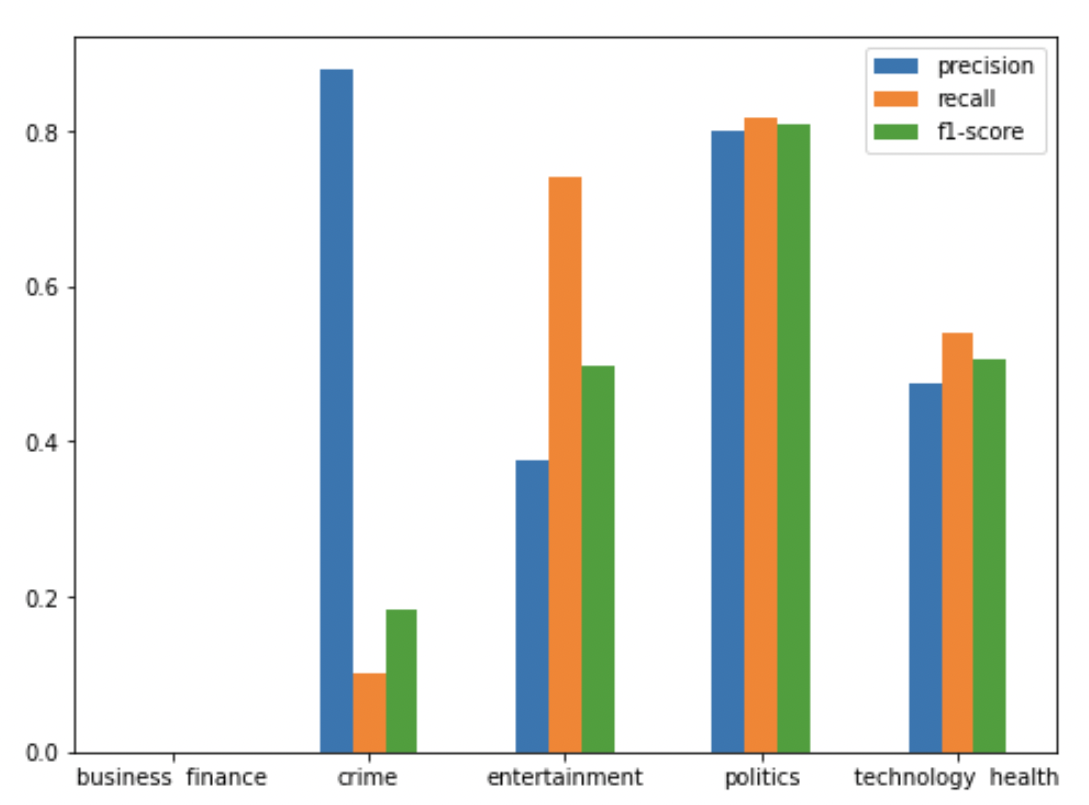 precision
recall
f1-score
0.8
0.6
0.4
0.2
0.0
business finance crime entertainment politics technology health